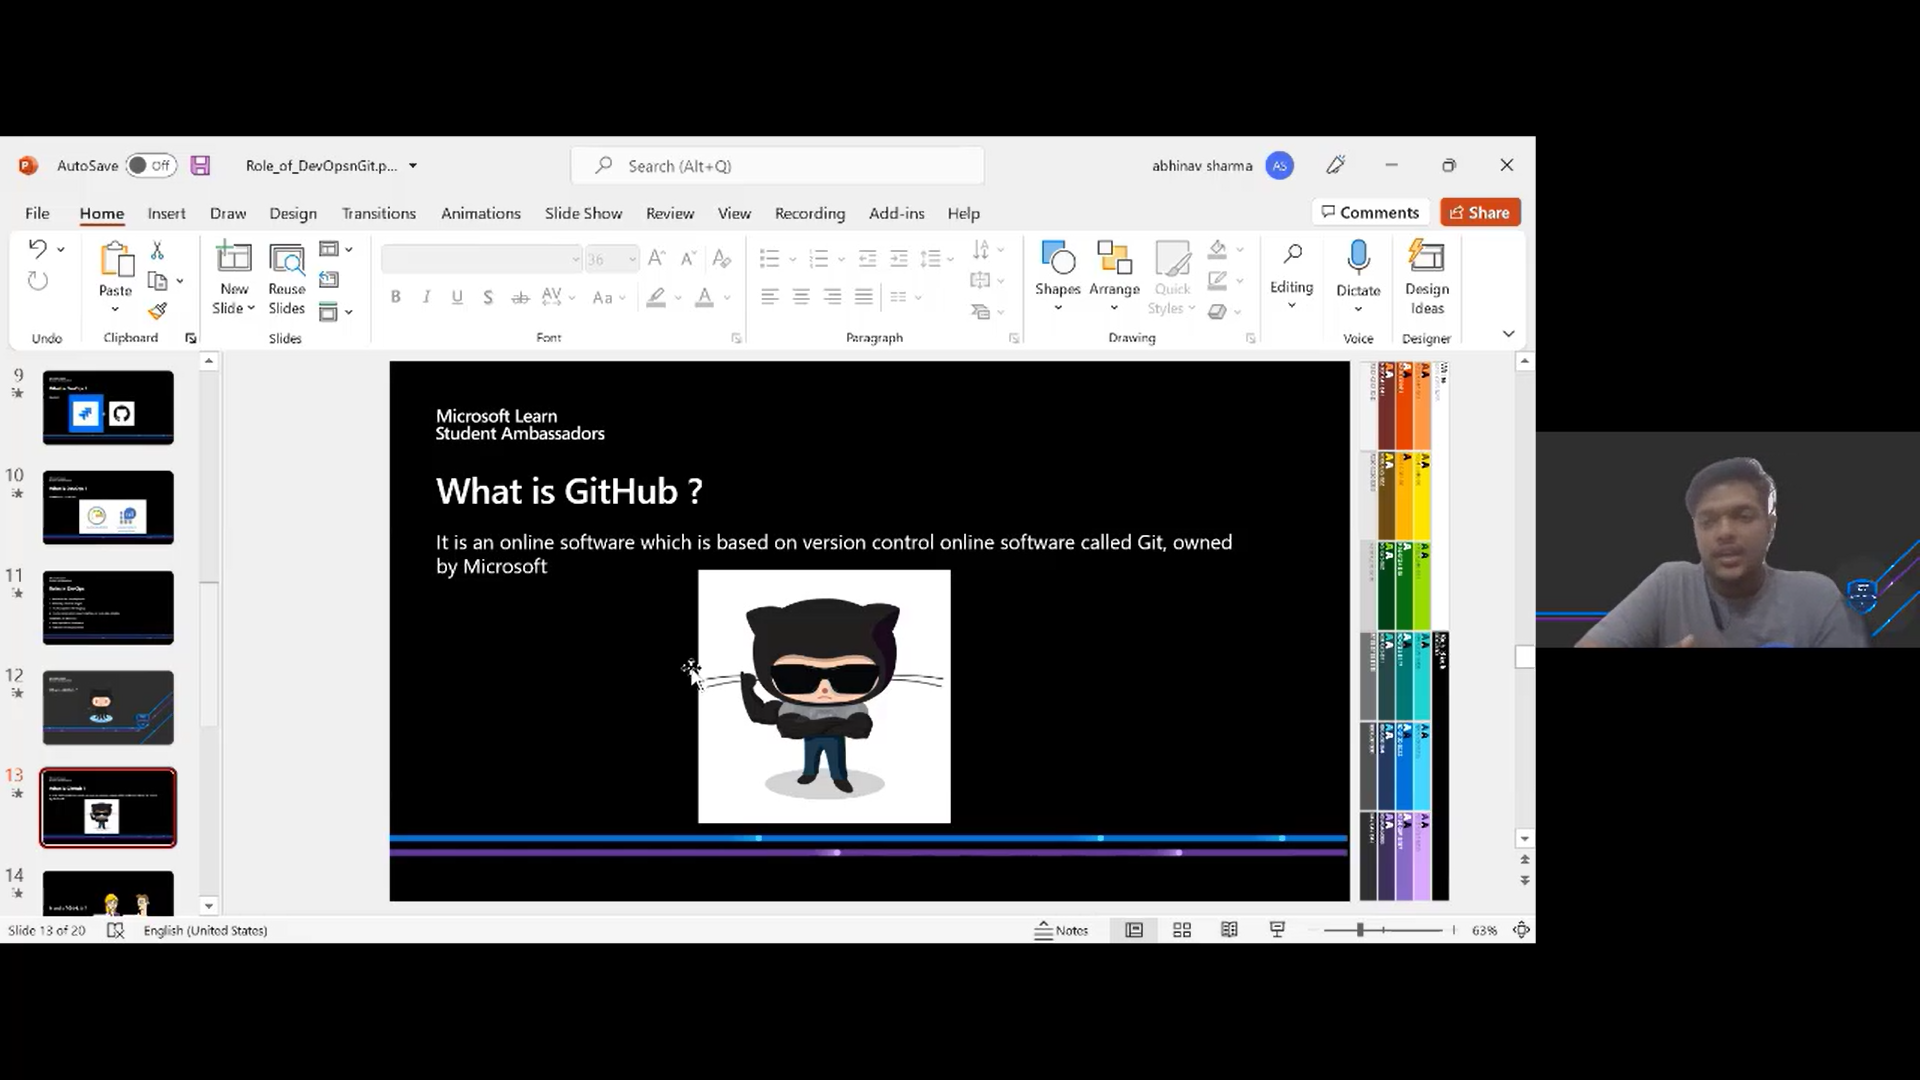 AutoSave Off Role_of_DevOpsnGit.p... Search (Alt+Q) abhinav sharma AS
File Home Insert Draw Design Transitions Animations Slide Show Review View Recording Add-ins Help Comments Share
Paste
New Slide
Reuse Slides
36
B I U S ab AV Aa A
Shapes Arrange Quick Styles
Editing
Dictate
Design Ideas
Undo Clipboard Slides Font Paragraph Drawing Voice Designer
9
10
11
12
13
14
Microsoft Learn
Student Ambassadors
What is GitHub ?
It is an online software which is based on version control online software called Git, owned
by Microsoft
Slide 13 of 20 English (United States) Notes 63%